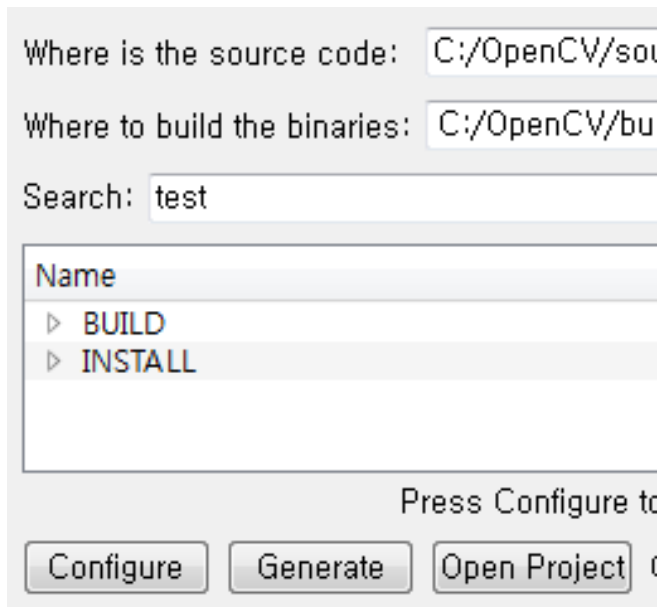 Where is the source code: C:/OpenCV/sou
Where to build the binaries: C:/OpenCV/bu
Search: test
Name
BUILD
INSTALL
Press Configure to
Configure Generate Open Project